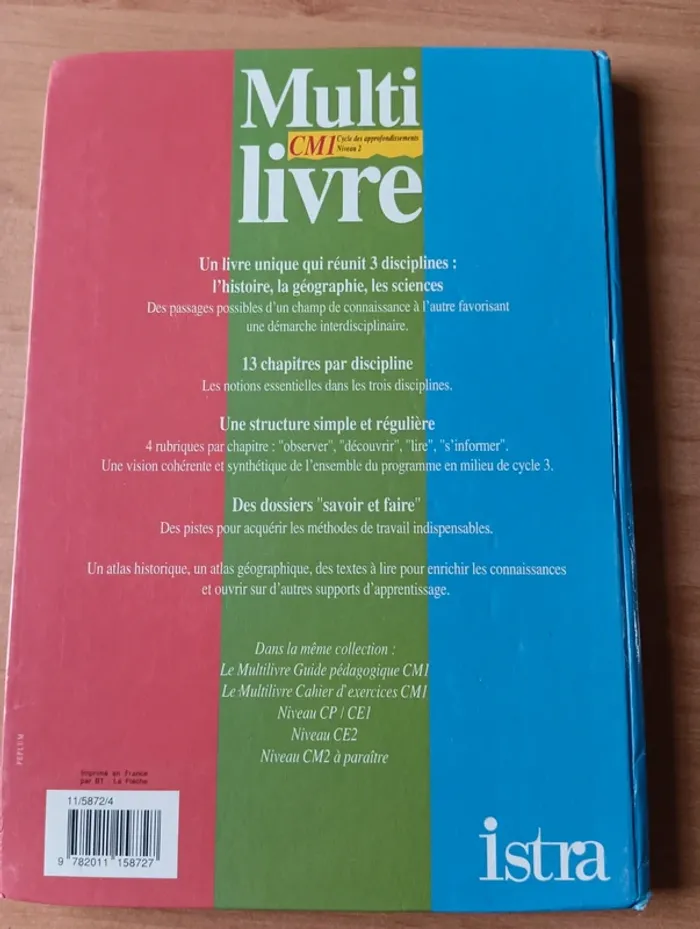 Multi
CM1 Cycle des approfondissements
Niveau 2
livre
Un livre unique qui réunit 3 disciplines :
l'histoire, la géographie, les sciences
Des passages possibles d'un champ de connaissance à l'autre favorisant
une démarche interdisciplinaire.
13 chapitres par discipline
Les notions essentielles dans les trois disciplines.
Une structure simple et régulière
4 rubriques par chapitre : "observer", "découvrir", "lire", "s'informer".
Une vision cohérente et synthétique de l'ensemble du programme en milieu de cycle 3.
Des dossiers "savoir et faire"
Des pistes pour acquérir les méthodes de travail indispensables.
Un atlas historique, un atlas géographique, des textes à lire pour enrichir les connaissances
et ouvrir sur d'autres supports d'apprentissage.
Dans la même collection :
Le Multilivre Guide pédagogique CM1
Le Multilivre Cahier d'exercices CM1
Niveau CP / CE1
Niveau CE2
Niveau CM2 à paraître
PEPLUM
Imprimé en France
par BT La Flèche
11/5872/4
9 782011 158727
istra